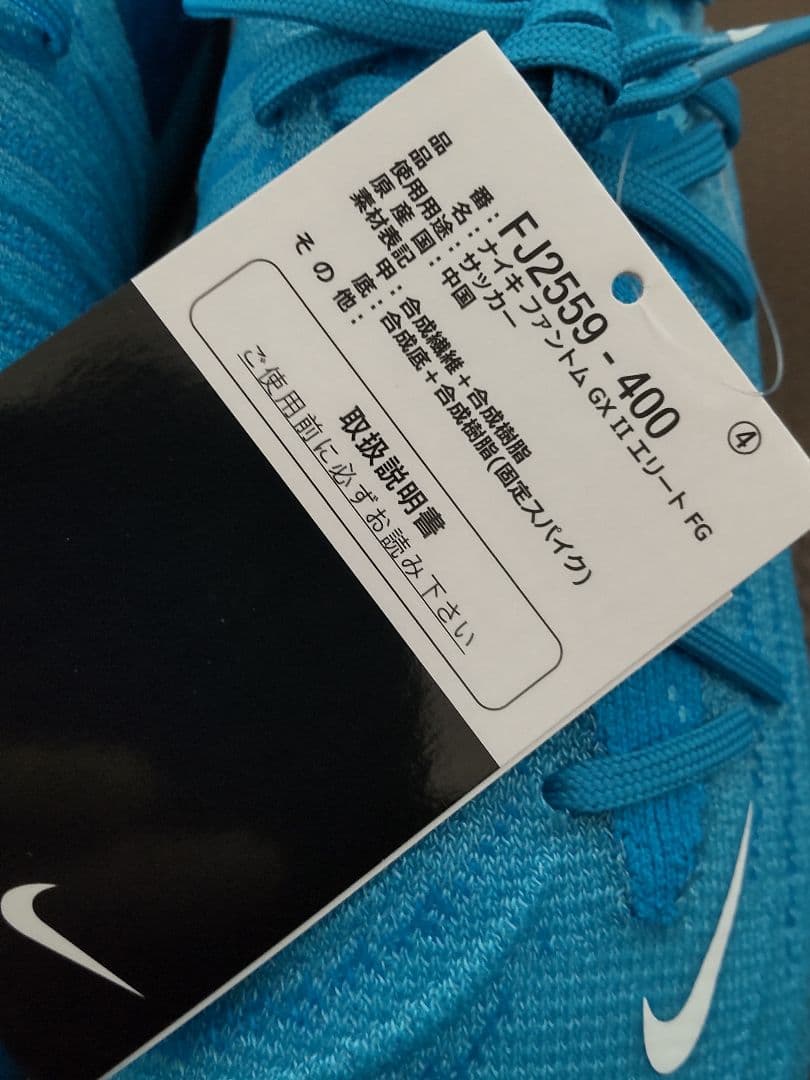 ④
品番：FJ2559 - 400
品名：ナイキ ファントム GX II エリート FG
使用用途：サッカー
原産国：中国
素材表記 甲：合成繊維＋合成樹脂
底：合成底＋合成樹脂(固定スパイク)
その他：
取扱説明書
ご使用前に必ずお読み下さい